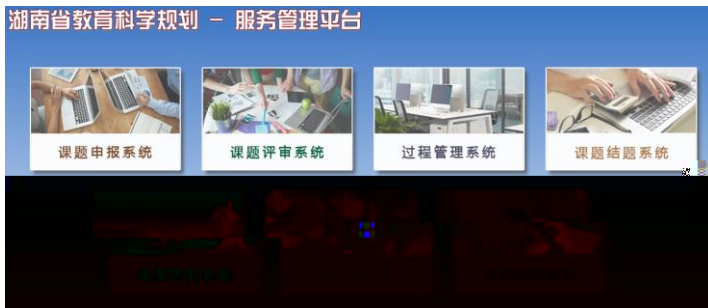 湖南省教育科学规划 - 服务管理平台
课题申报系统
课题评审系统
过程管理系统
课题结题系统